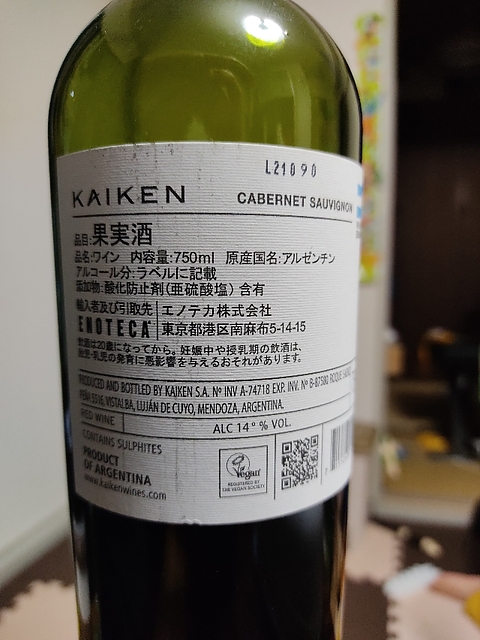 L21090
KAIKEN
CABERNET SAUVIGNON
品目:果実酒
品名:ワイン 内容量:750ml 原産国名:アルゼンチン
アルコール分:ラベルに記載
添加物:酸化防止剤(亜硫酸塩) 含有
輸入者及び引取先 エノテカ株式会社
ENOTECA 東京都港区南麻布5-14-15
飲酒は20歳になってから。妊娠中や授乳期の飲酒は、
胎児・乳児の発育に悪影響を与えるおそれがあります。
PRODUCED AND BOTTLED BY KAIKEN S.A. Nº INV A-74718 EXP. INV. Nº B-87580 ROQUE SAENZ
PEÑA 5516, VISTALBA, LUJÁN DE CUYO, MENDOZA, ARGENTINA.
RED WINE ALC 14º % VOL.
CONTAINS SULPHITES
PRODUCT
OF ARGENTINA
www.kaikenwines.com
Vegan
REGISTERED BY
THE VEGAN SOCIETY